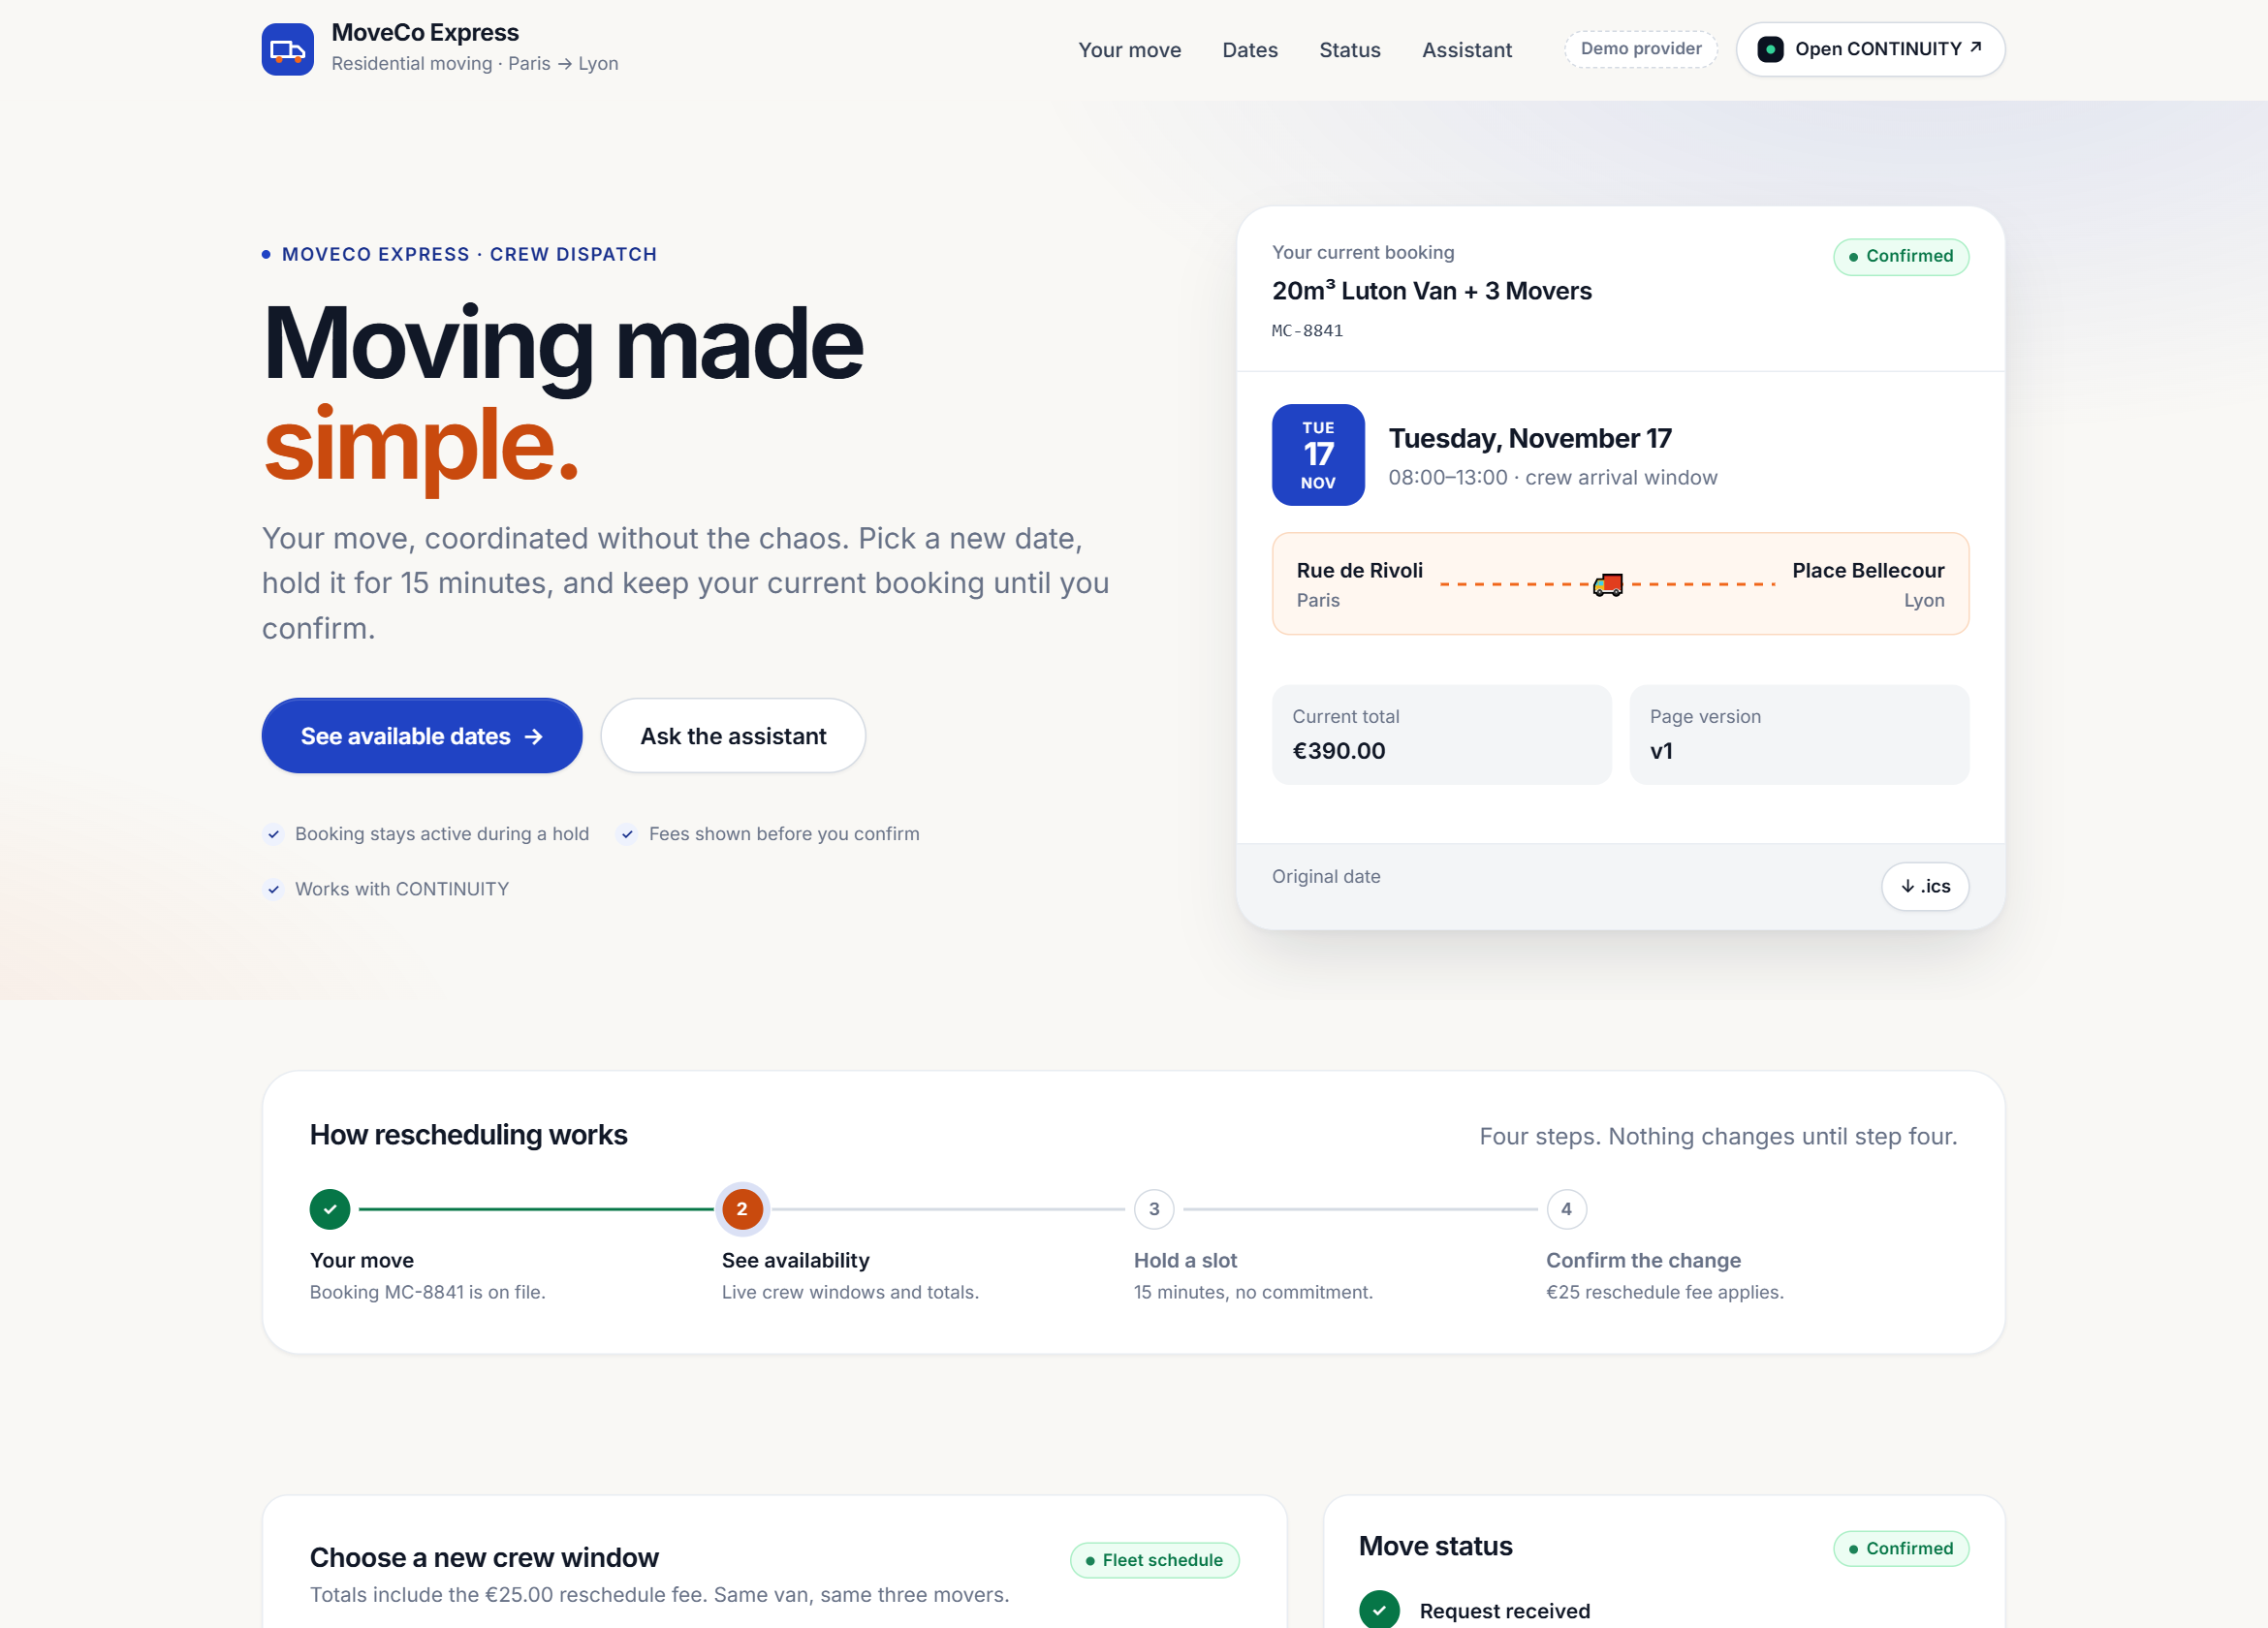 MoveCo Express
Residential moving · Paris → Lyon
Your move
Dates
Status
Assistant
Demo provider
Open CONTINUITY ↗
MOVECO EXPRESS · CREW DISPATCH
Moving made
simple.
Your move, coordinated without the chaos. Pick a new date,
hold it for 15 minutes, and keep your current booking until you
confirm.
See available dates →
Ask the assistant
Booking stays active during a hold
Fees shown before you confirm
Works with CONTINUITY
Your current booking
Confirmed
20m³ Luton Van + 3 Movers
MC-8841
TUE
17
NOV
Tuesday, November 17
08:00–13:00 · crew arrival window
Rue de Rivoli
Paris
Place Bellecour
Lyon
Current total
€390.00
Page version
v1
Original date
↓ .ics
How rescheduling works
Four steps. Nothing changes until step four.
Your move
Booking MC-8841 is on file.
2
See availability
Live crew windows and totals.
3
Hold a slot
15 minutes, no commitment.
4
Confirm the change
€25 reschedule fee applies.
Choose a new crew window
Fleet schedule
Totals include the €25.00 reschedule fee. Same van, same three movers.
Move status
Confirmed
Request received